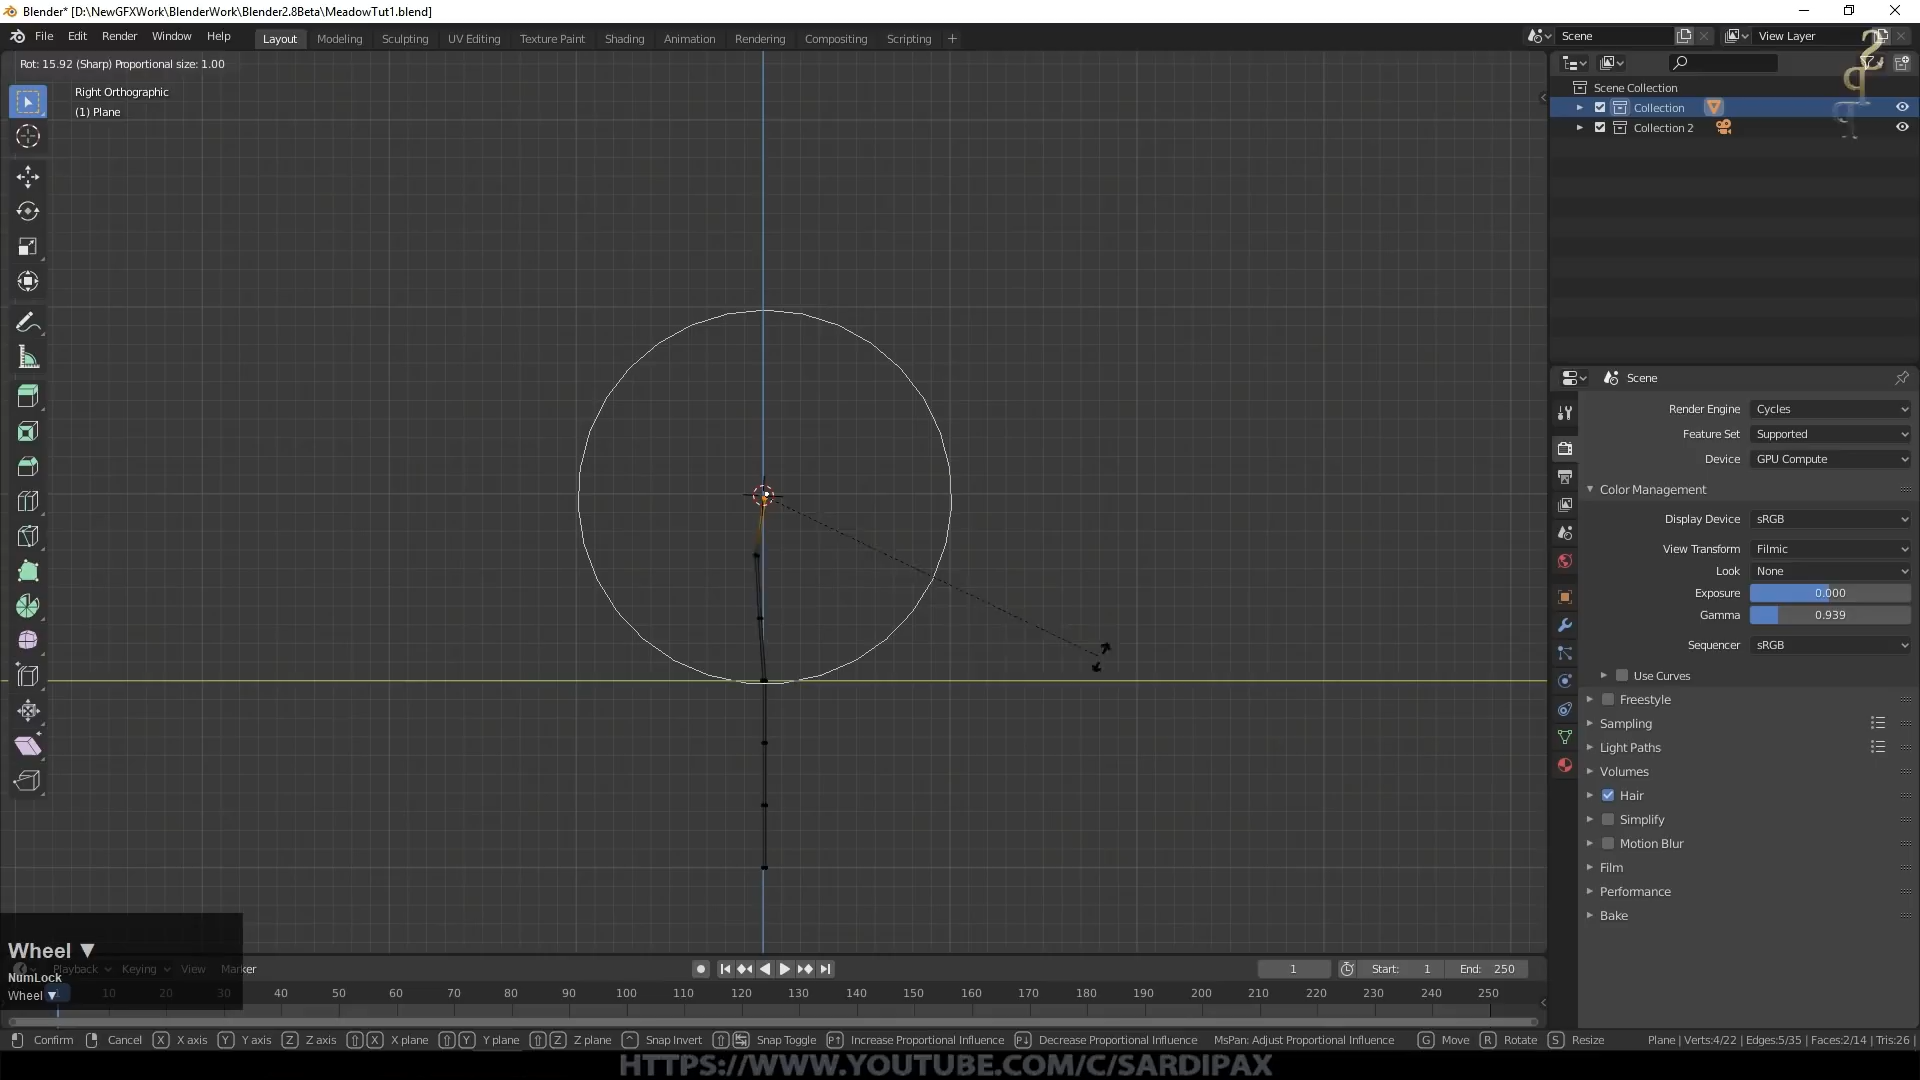 Blender* [D:\NewGFXWork\BlenderWork\Blender2.8Beta\MeadowTut1.blend]
File Edit Render Window Help Layout Modeling Sculpting UV Editing Texture Paint Shading Animation Rendering Compositing Scripting + Scene View Layer
Rot: 15.92 (Sharp) Proportional size: 1.00
Right Orthographic
(1) Plane
Scene Collection
Collection
Collection 2
Scene
Render Engine Cycles
Feature Set Supported
Device GPU Compute
Color Management
Display Device sRGB
View Transform Filmic
Look None
Exposure 0.000
Gamma 0.939
Sequencer sRGB
Use Curves
Freestyle
Sampling
Light Paths
Volumes
Hair
Simplify
Motion Blur
Film
Performance
Bake
Wheel
NumLock
Wheel
Playback Keying View Marker 1 Start: 1 End: 250
1 10 20 30 40 50 60 70 80 90 100 110 120 130 140 150 160 170 180 190 200 210 220 230 240 250
Confirm Cancel X X axis Y Y axis Z Z axis X X plane Y Y plane Z Z plane Snap Invert Snap Toggle P↑ Increase Proportional Influence P↓ Decrease Proportional Influence MsPan: Adjust Proportional Influence G Move R Rotate S Resize Plane | Verts:4/22 | Edges:5/35 | Faces:2/14 | Tris:26 |
HTTPS://WWW.YOUTUBE.COM/C/SARDIPAX